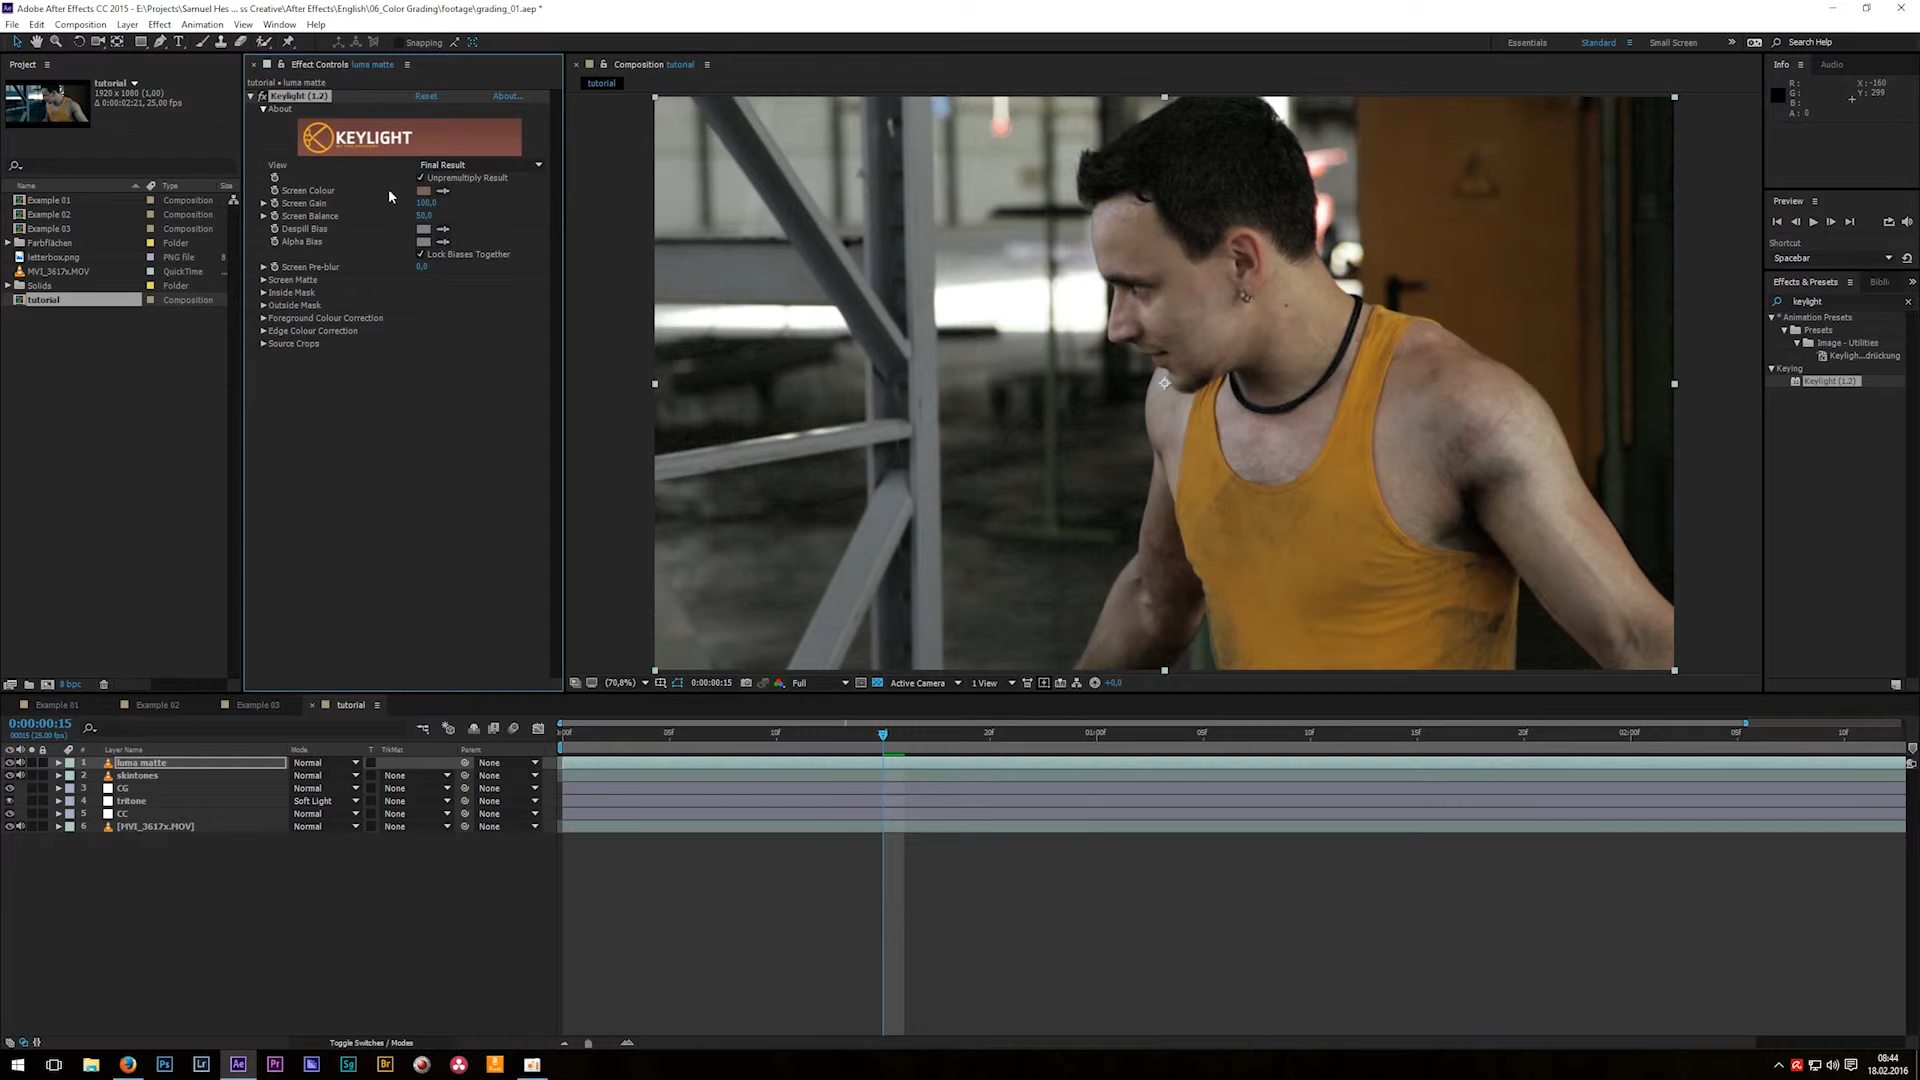 Adobe After Effects CC 2015 - E:\Projects\Samuel Hes ... ss Creative\After Effects\English\06_Color Grading\footage\grading_01.aep *
File Edit Composition Layer Effect Animation View Window Help
Snapping
Essentials Standard Small Screen Search Help
Project
tutorial
1920 x 1080 (1,00)
Δ 0:00:02:21, 25,00 fps)
Name Type Size
Example 01 Composition
Example 02 Composition
Example 03 Composition
Farbflächen Folder
letterbox.png PNG file 8
MVI_3617x.MOV QuickTime ...
Solids Folder
tutorial Composition
8 bpc
Effect Controls luma matte
tutorial • luma matte
fx Keylight (1.2) Reset About...
About
KEYLIGHT
View Final Result
Unpremultiply Result
Screen Colour
Screen Gain 100,0
Screen Balance 50,0
Despill Bias
Alpha Bias
Lock Biases Together
Screen Pre-blur 0,0
Screen Matte
Inside Mask
Outside Mask
Foreground Colour Correction
Edge Colour Correction
Source Crops
Composition tutorial
tutorial
(70,8%) 0:00:00:15 Full Active Camera 1 View +0,0
Info Audio
R : X : -160
G : Y : 299
B :
A : 0
Preview
Shortcut
Spacebar
Effects & Presets Bibli
keylight
* Animation Presets
Presets
Image - Utilities
Keyligh...drückung
Keying
Keylight (1.2)
Example 01 Example 02 Example 03 tutorial
0:00:00:15
00015 (25.00 fps)
# Layer Name Mode T TrkMat Parent
1 luma matte Normal None
2 skintones Normal None None
3 CG Normal None None
4 tritone Soft Light None None
5 CC Normal None None
6 [MVI_3617x.MOV] Normal None None
:00f 05f 10f 20f 01:00f 05f 10f 15f 20f 02:00f 05f 10f
Toggle Switches / Modes
Ps Lr Ae Pr Sg Br
08:44
18.02.2016